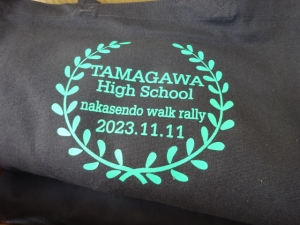 TAMAGAWA
High School
nakasendo walk rally
2023.11.11